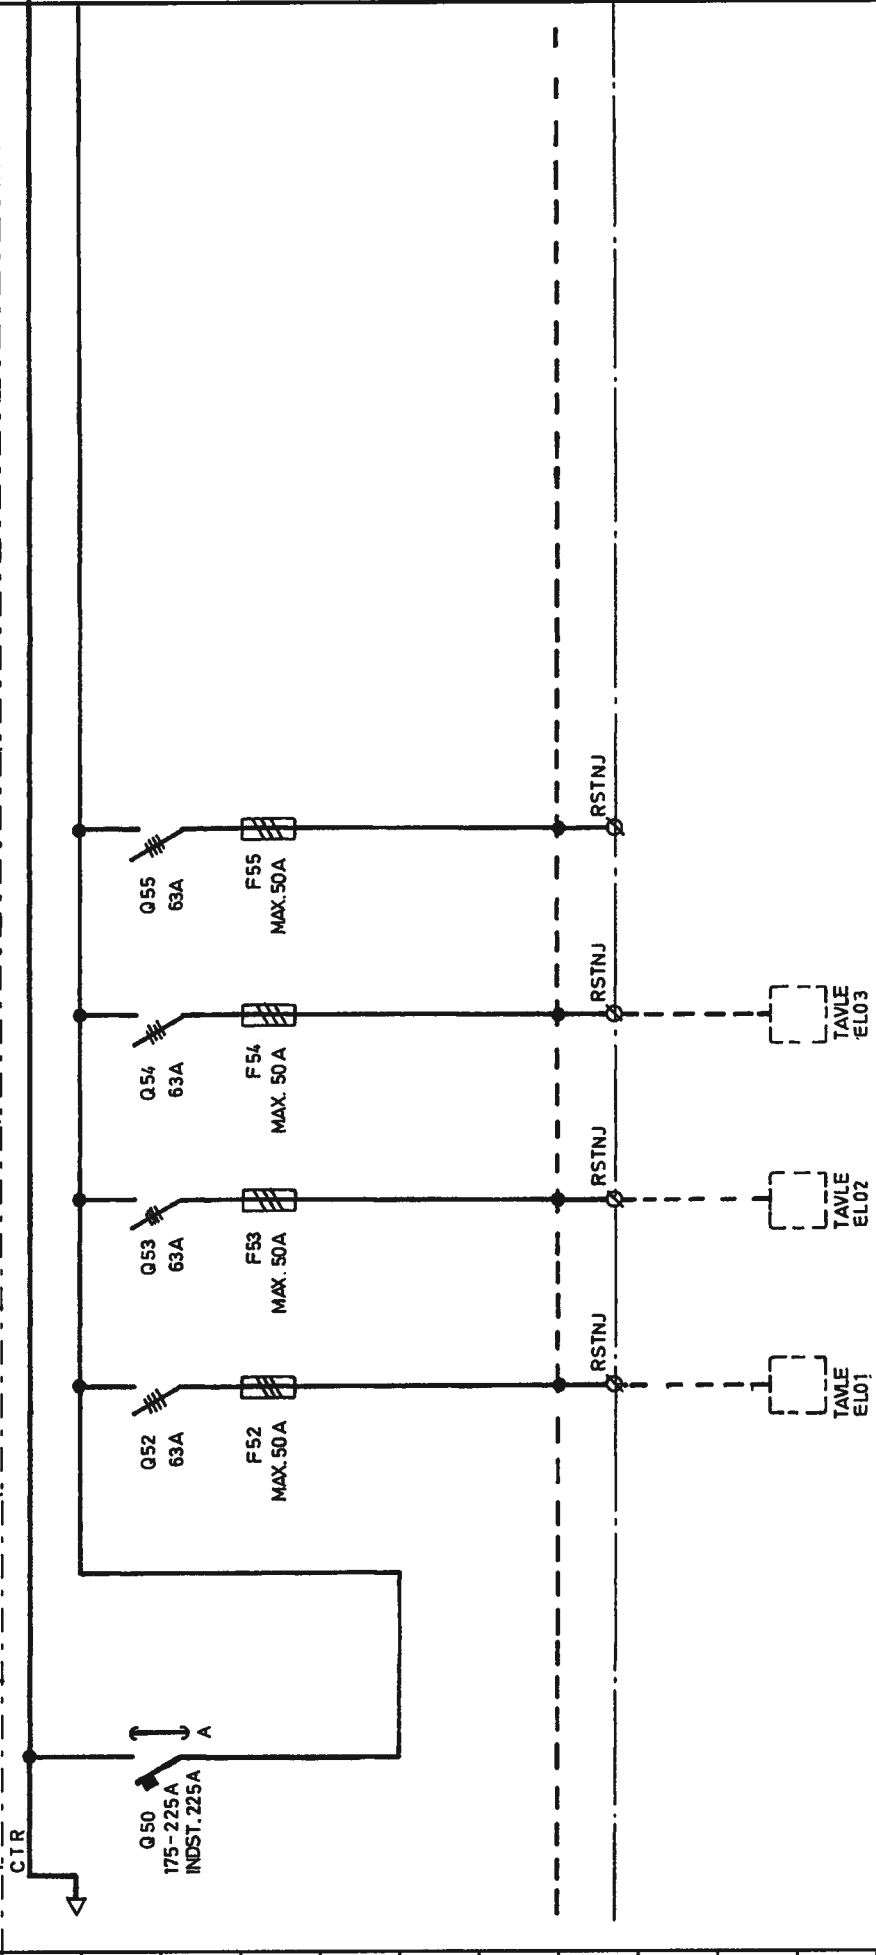 CTR
Q50
175-225A
INDST. 225A
A
Q52
63A
F52
MAX. 50A
RSTNJ
TAVLE
EL01
Q53
63A
F53
MAX. 50A
RSTNJ
TAVLE
EL02
Q54
63A
F54
MAX. 50A
RSTNJ
TAVLE
EL03
Q55
63A
F55
MAX. 50A
RSTNJ